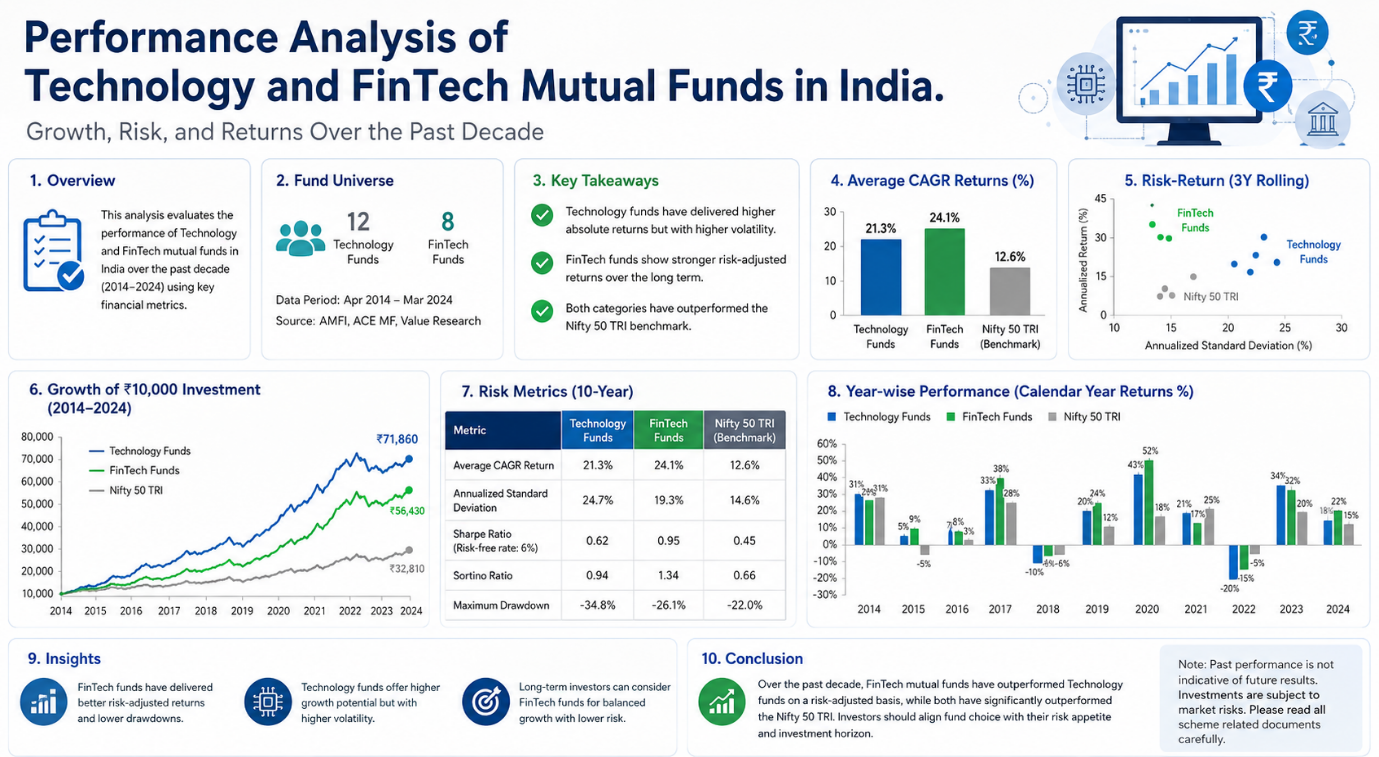 Performance Analysis of
Technology and FinTech Mutual Funds in India.
Growth, Risk, and Returns Over the Past Decade
₹
₹
1. Overview
This analysis evaluates the
performance of Technology
and FinTech mutual funds in
India over the past decade
(2014–2024) using key
financial metrics.
2. Fund Universe
12
Technology
Funds
8
FinTech
Funds
Data Period: Apr 2014 – Mar 2024
Source: AMFI, ACE MF, Value Research
3. Key Takeaways
Technology funds have delivered higher
absolute returns but with higher volatility.
FinTech funds show stronger risk-adjusted
returns over the long term.
Both categories have outperformed the
Nifty 50 TRI benchmark.
4. Average CAGR Returns (%)
30
20
10
0
21.3%
24.1%
12.6%
Technology
Funds
FinTech
Funds
Nifty 50 TRI
(Benchmark)
5. Risk-Return (3Y Rolling)
Annualized Return (%)
45
30
15
0
FinTech
Funds
Technology
Funds
Nifty 50 TRI
10 15 20 25 30
Annualized Standard Deviation (%)
6. Growth of ₹10,000 Investment
(2014–2024)
80,000
70,000
60,000
50,000
40,000
30,000
20,000
10,000
Technology Funds
FinTech Funds
Nifty 50 TRI
₹71,860
₹56,430
₹32,810
2014 2015 2016 2017 2018 2019 2020 2021 2022 2023 2024
7. Risk Metrics (10-Year)
Metric
Technology
Funds
FinTech
Funds
Nifty 50 TRI
(Benchmark)
Average CAGR Return 21.3% 24.1% 12.6%
Annualized Standard
Deviation
24.7% 19.3% 14.6%
Sharpe Ratio
(Risk-free rate: 6%)
0.62 0.95 0.45
Sortino Ratio 0.94 1.34 0.66
Maximum Drawdown -34.8% -26.1% -22.0%
8. Year-wise Performance (Calendar Year Returns %)
Technology Funds FinTech Funds Nifty 50 TRI
60%
50%
40%
30%
20%
10%
0%
-10%
-20%
-30%
31% 31%
5% 9% -5%
8% 3%
33% 38% 28%
-10% -6%
20% 24% 12%
43% 52% 18%
21% 17% 25%
-20% -15% -5%
34% 32% 20%
18% 22% 15%
2014 2015 2016 2017 2018 2019 2020 2021 2022 2023 2024
9. Insights
FinTech funds have delivered
better risk-adjusted returns
and lower drawdowns.
Technology funds offer higher
growth potential but with
higher volatility.
Long-term investors can consider
FinTech funds for balanced
growth with lower risk.
10. Conclusion
Over the past decade, FinTech mutual funds have outperformed Technology
funds on a risk-adjusted basis, while both have significantly outperformed
the Nifty 50 TRI. Investors should align fund choice with their risk appetite
and investment horizon.
Note: Past performance is not
indicative of future results.
Investments are subject to
market risks. Please read all
scheme related documents
carefully.